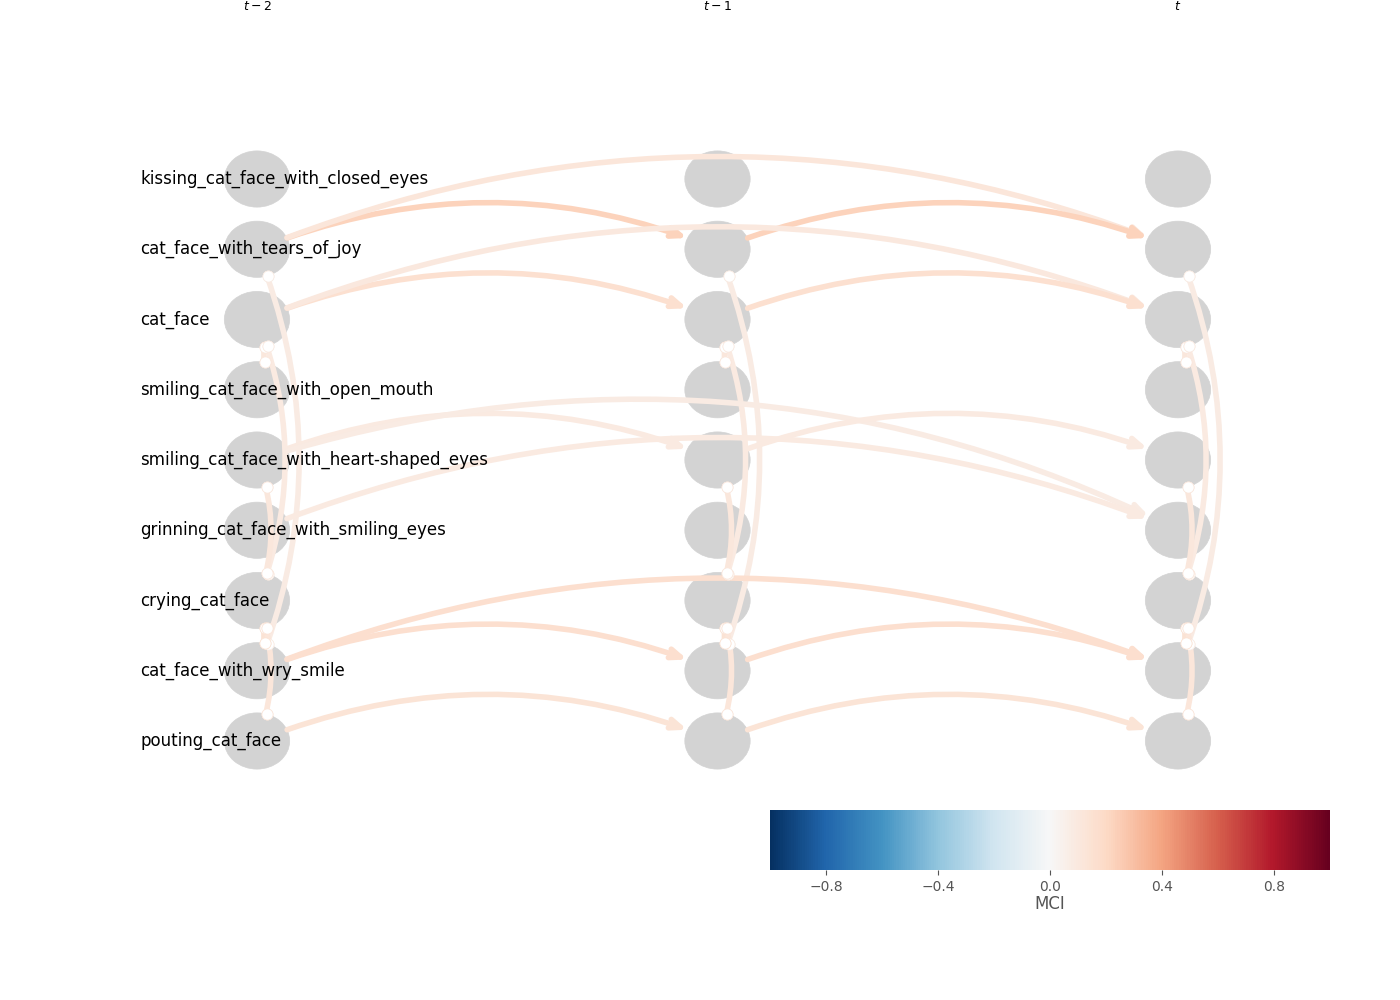 t − 2 t − 1 t
kissing_cat_face_with_closed_eyes
cat_face_with_tears_of_joy
cat_face
smiling_cat_face_with_open_mouth
smiling_cat_face_with_heart-shaped_eyes
grinning_cat_face_with_smiling_eyes
crying_cat_face
cat_face_with_wry_smile
pouting_cat_face
−0.8 −0.4 0.0 0.4 0.8
MCI